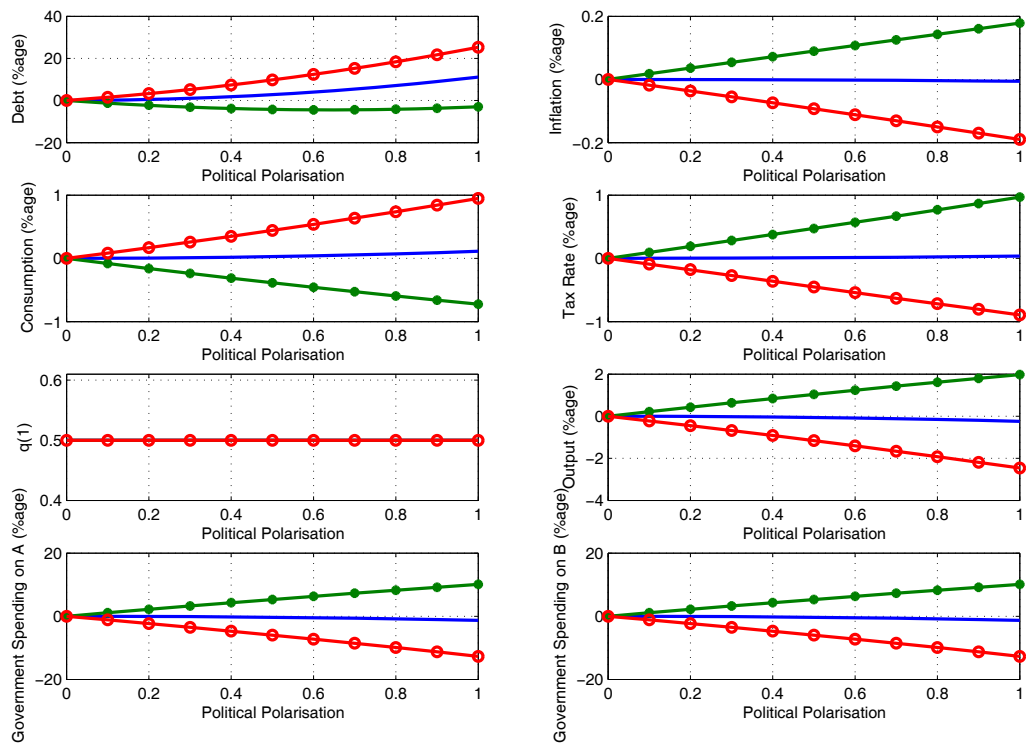 40
20
0
−20
0 0.2 0.4 0.6 0.8 1
Political Polarisation
Debt (%age)
0.2
0
−0.2
0 0.2 0.4 0.6 0.8 1
Political Polarisation
Inflation (%age)
1
0
−1
0 0.2 0.4 0.6 0.8 1
Political Polarisation
Consumption (%age)
1
0
−1
0 0.2 0.4 0.6 0.8 1
Political Polarisation
Tax Rate (%age)
0.6
0.5
0.4
0 0.2 0.4 0.6 0.8 1
Political Polarisation
q(1)
2
0
−2
−4
0 0.2 0.4 0.6 0.8 1
Political Polarisation
Output (%age)
20
0
−20
0 0.2 0.4 0.6 0.8 1
Political Polarisation
Government Spending on A (%age)
20
0
−20
0 0.2 0.4 0.6 0.8 1
Political Polarisation
Government Spending on B (%age)